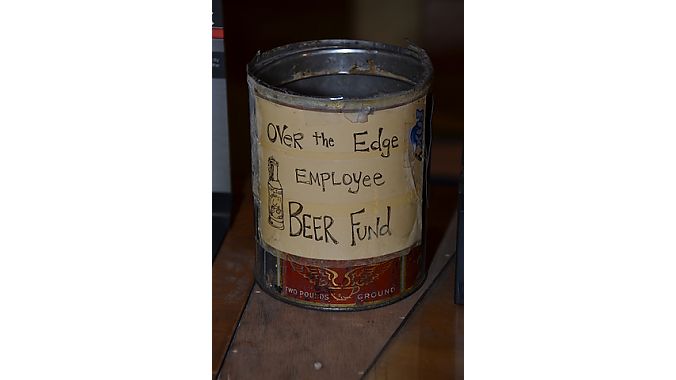 Over the Edge
Employee
Beer Fund
TWO POUNDS GROUND